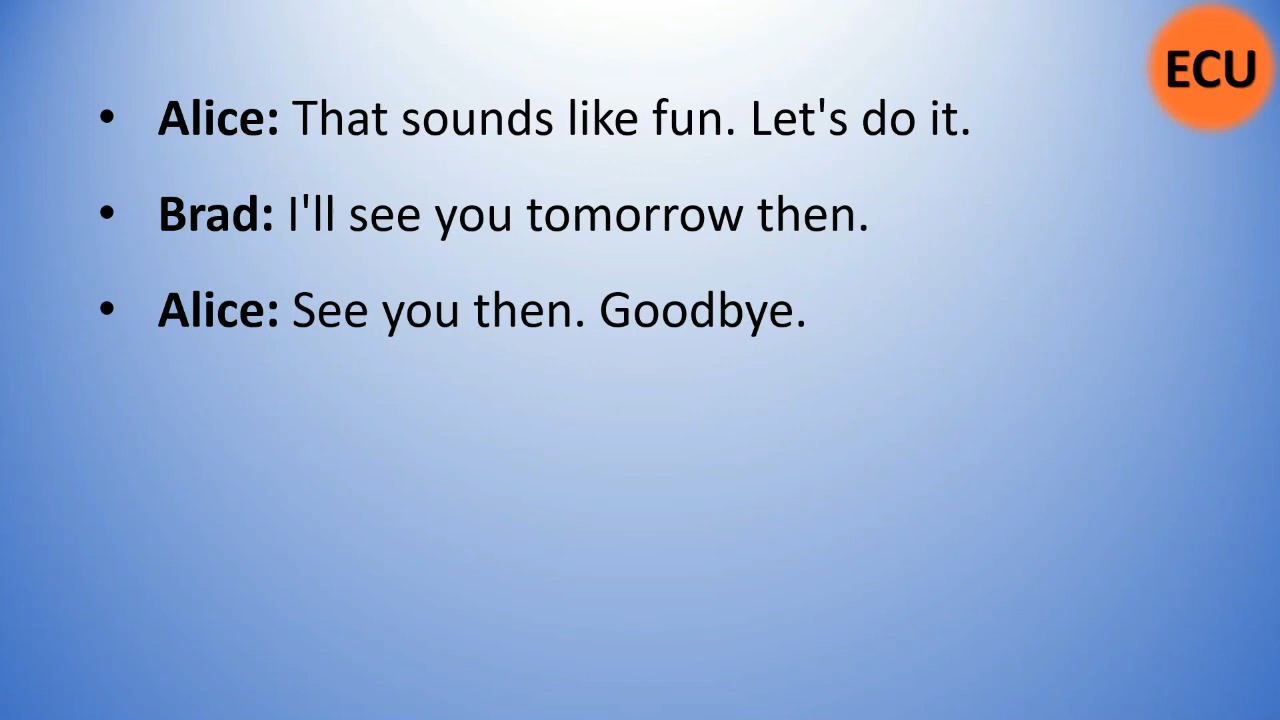 ECU
• Alice: That sounds like fun. Let's do it.
• Brad: I'll see you tomorrow then.
• Alice: See you then. Goodbye.